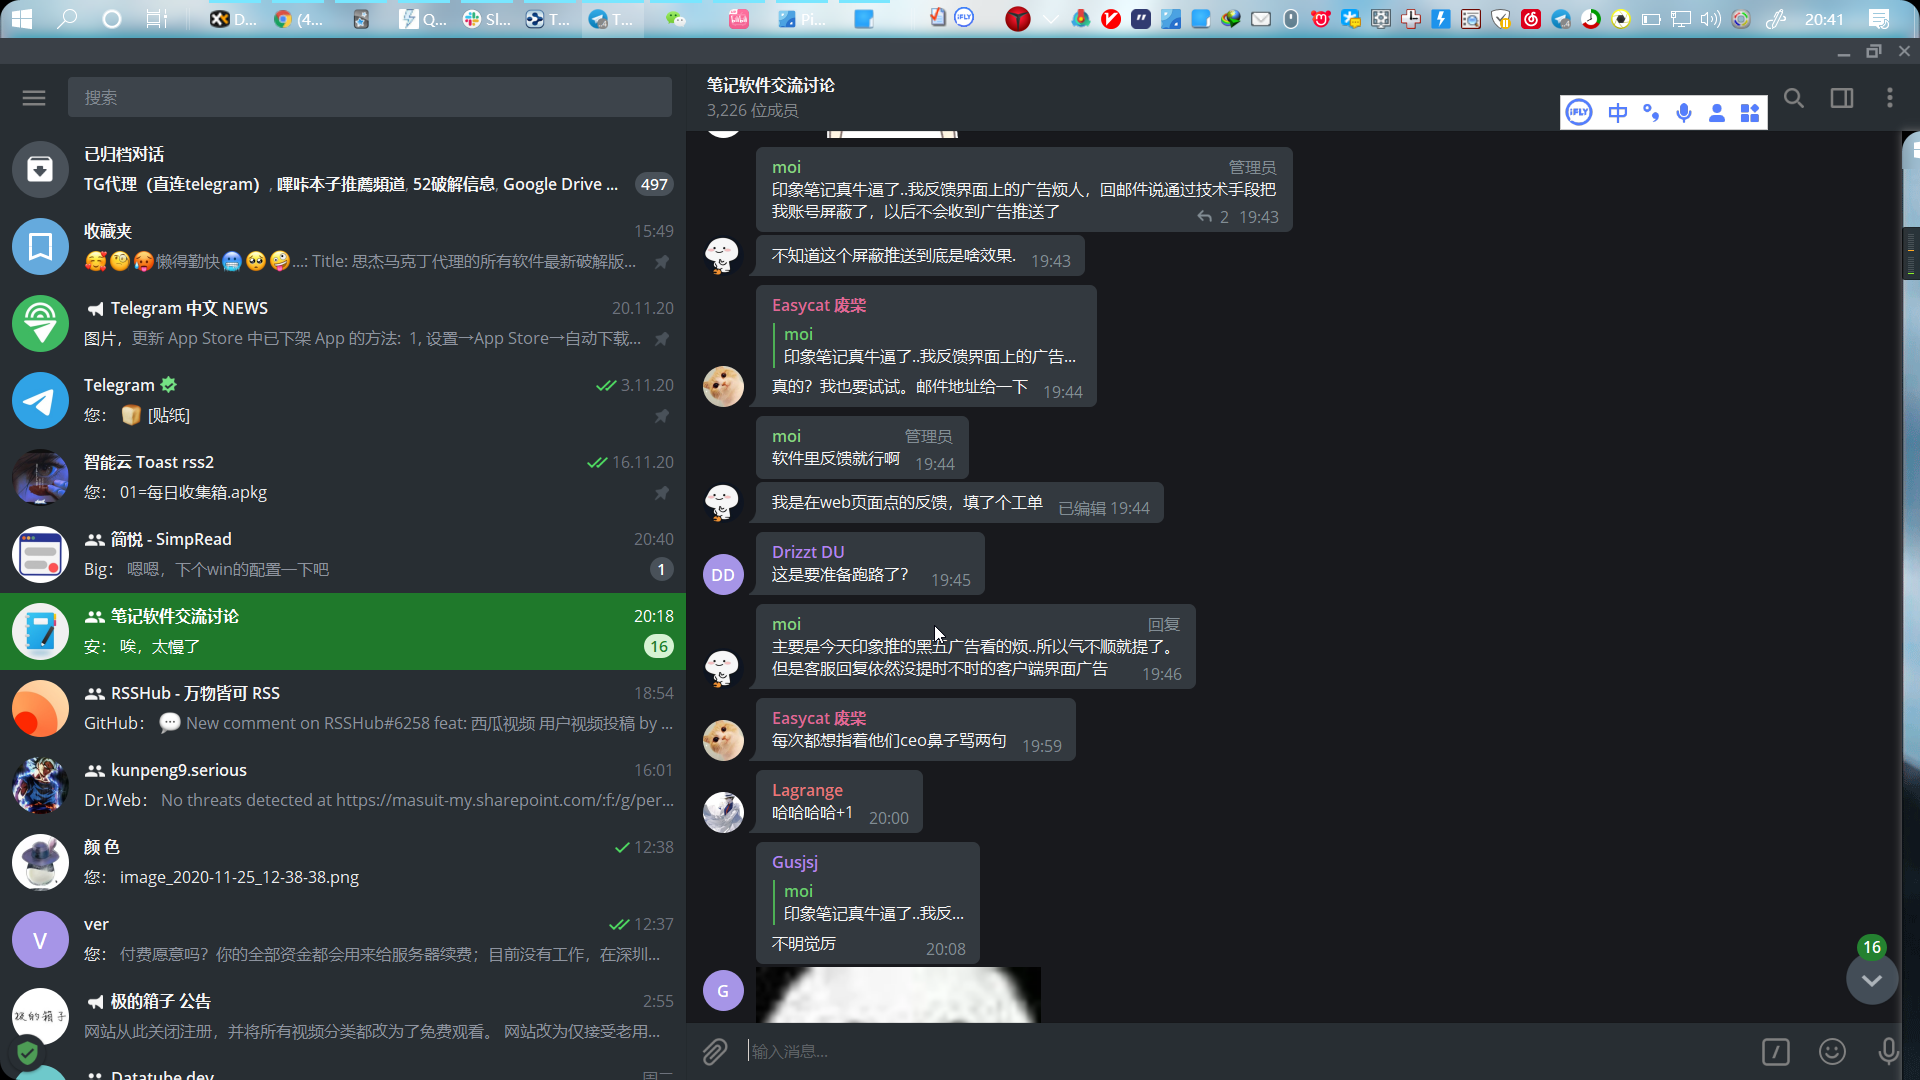 D...
(4...
Q...
Sl...
T...
T...
Pi...
20:41
搜索
已归档对话
TG代理（直连telegram）, 嗶咔本子推薦頻道, 52破解信息, Google Drive ...
497
收藏夹
15:49
🥰🧐🥵懒得勤快🥶🥺🤪...: Title: 思杰马克丁代理的所有软件最新破解版...
Telegram 中文 NEWS
20.11.20
图片，更新 App Store 中已下架 App 的方法：1, 设置→App Store→自动下载...
Telegram
3.11.20
您： 🍞 [贴纸]
智能云 Toast rss2
16.11.20
您： 01=每日收集箱.apkg
简悦 - SimpRead
20:40
Big： 嗯嗯，下个win的配置一下吧
1
笔记软件交流讨论
20:18
安： 唉，太慢了
16
RSSHub - 万物皆可 RSS
18:54
GitHub： 💬 New comment on RSSHub#6258 feat: 西瓜视频 用户视频投稿 by ...
kunpeng9.serious
16:01
Dr.Web： No threats detected at https://masuit-my.sharepoint.com/:f:/g/per...
颜 色
12:38
您： image_2020-11-25_12-38-38.png
V
ver
12:37
您： 付费愿意吗？你的全部资金都会用来给服务器续费；目前没有工作，在深圳...
极的箱子 公告
2:55
网站从此关闭注册，并将所有视频分类都改为了免费观看。 网站改为仅接受老用...
Datatube.dev
周二
笔记软件交流讨论
3,226 位成员
iFLY 中
moi
管理员
印象笔记真牛逼了..我反馈界面上的广告烦人，回邮件说通过技术手段把
我账号屏蔽了，以后不会收到广告推送了
2 19:43
不知道这个屏蔽推送到底是啥效果.
19:43
Easycat 废柴
moi
印象笔记真牛逼了..我反馈界面上的广告...
真的？我也要试试。邮件地址给一下
19:44
moi
管理员
软件里反馈就行啊
19:44
我是在web页面点的反馈，填了个工单
已编辑 19:44
Drizzt DU
DD
这是要准备跑路了？
19:45
moi
回复
主要是今天印象推的黑五广告看的烦..所以气不顺就提了。
但是客服回复依然没提时不时的客户端界面广告
19:46
Easycat 废柴
每次都想指着他们ceo鼻子骂两句
19:59
Lagrange
哈哈哈哈+1
20:00
Gusjsj
moi
印象笔记真牛逼了..我反...
不明觉厉
20:08
G
16
输入消息...